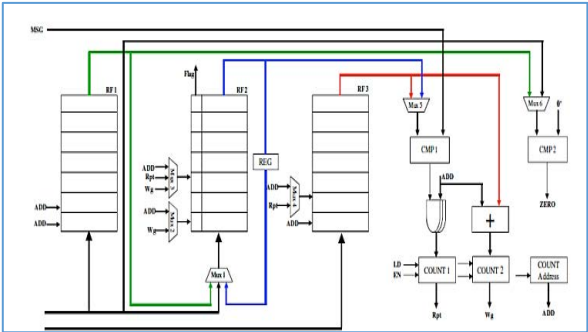 MSG
Flag
RF1
RF2
RF3
Mux 5
Mux 6
0'
CMP 1
CMP 2
REG
ADD
Rpt
Wg
Mux 3
ADD
Wg
Mux 2
ADD
Rpt
Mux 4
ADD
ADD
ADD
ZERO
+
Mux 1
LD
EN
COUNT 1
COUNT 2
COUNT
Address
Rpt
Wg
ADD